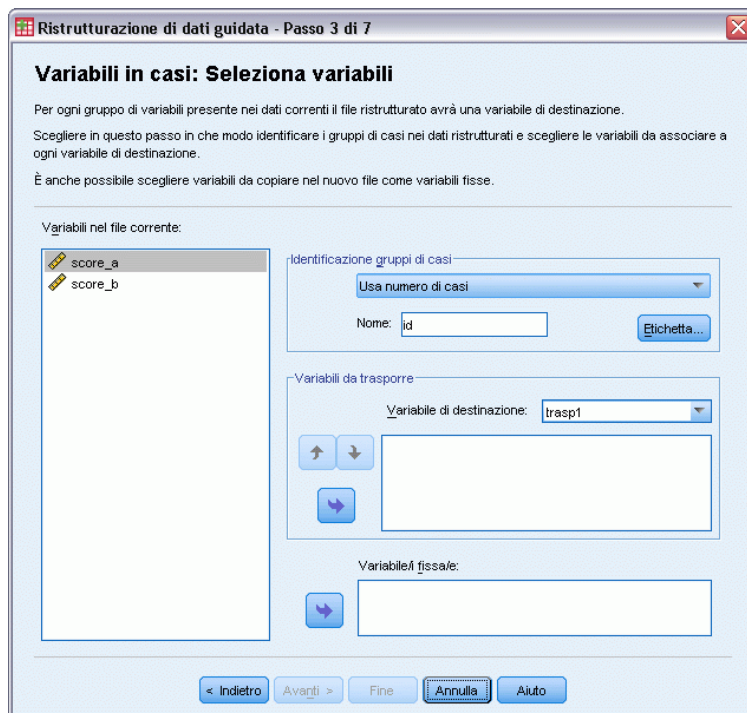 Ristrutturazione di dati guidata - Passo 3 di 7
Variabili in casi: Seleziona variabili
Per ogni gruppo di variabili presente nei dati correnti il file ristrutturato avrà una variabile di destinazione.
Scegliere in questo passo in che modo identificare i gruppi di casi nei dati ristrutturati e scegliere le variabili da associare a
ogni variabile di destinazione.
È anche possibile scegliere variabili da copiare nel nuovo file come variabili fisse.
Variabili nel file corrente:
score_a
score_b
Identificazione gruppi di casi
Usa numero di casi
Nome: id
Etichetta...
Variabili da trasporre
Variabile di destinazione: trasp1
Variabile/i fissa/e:
< Indietro Avanti > Fine Annulla Aiuto